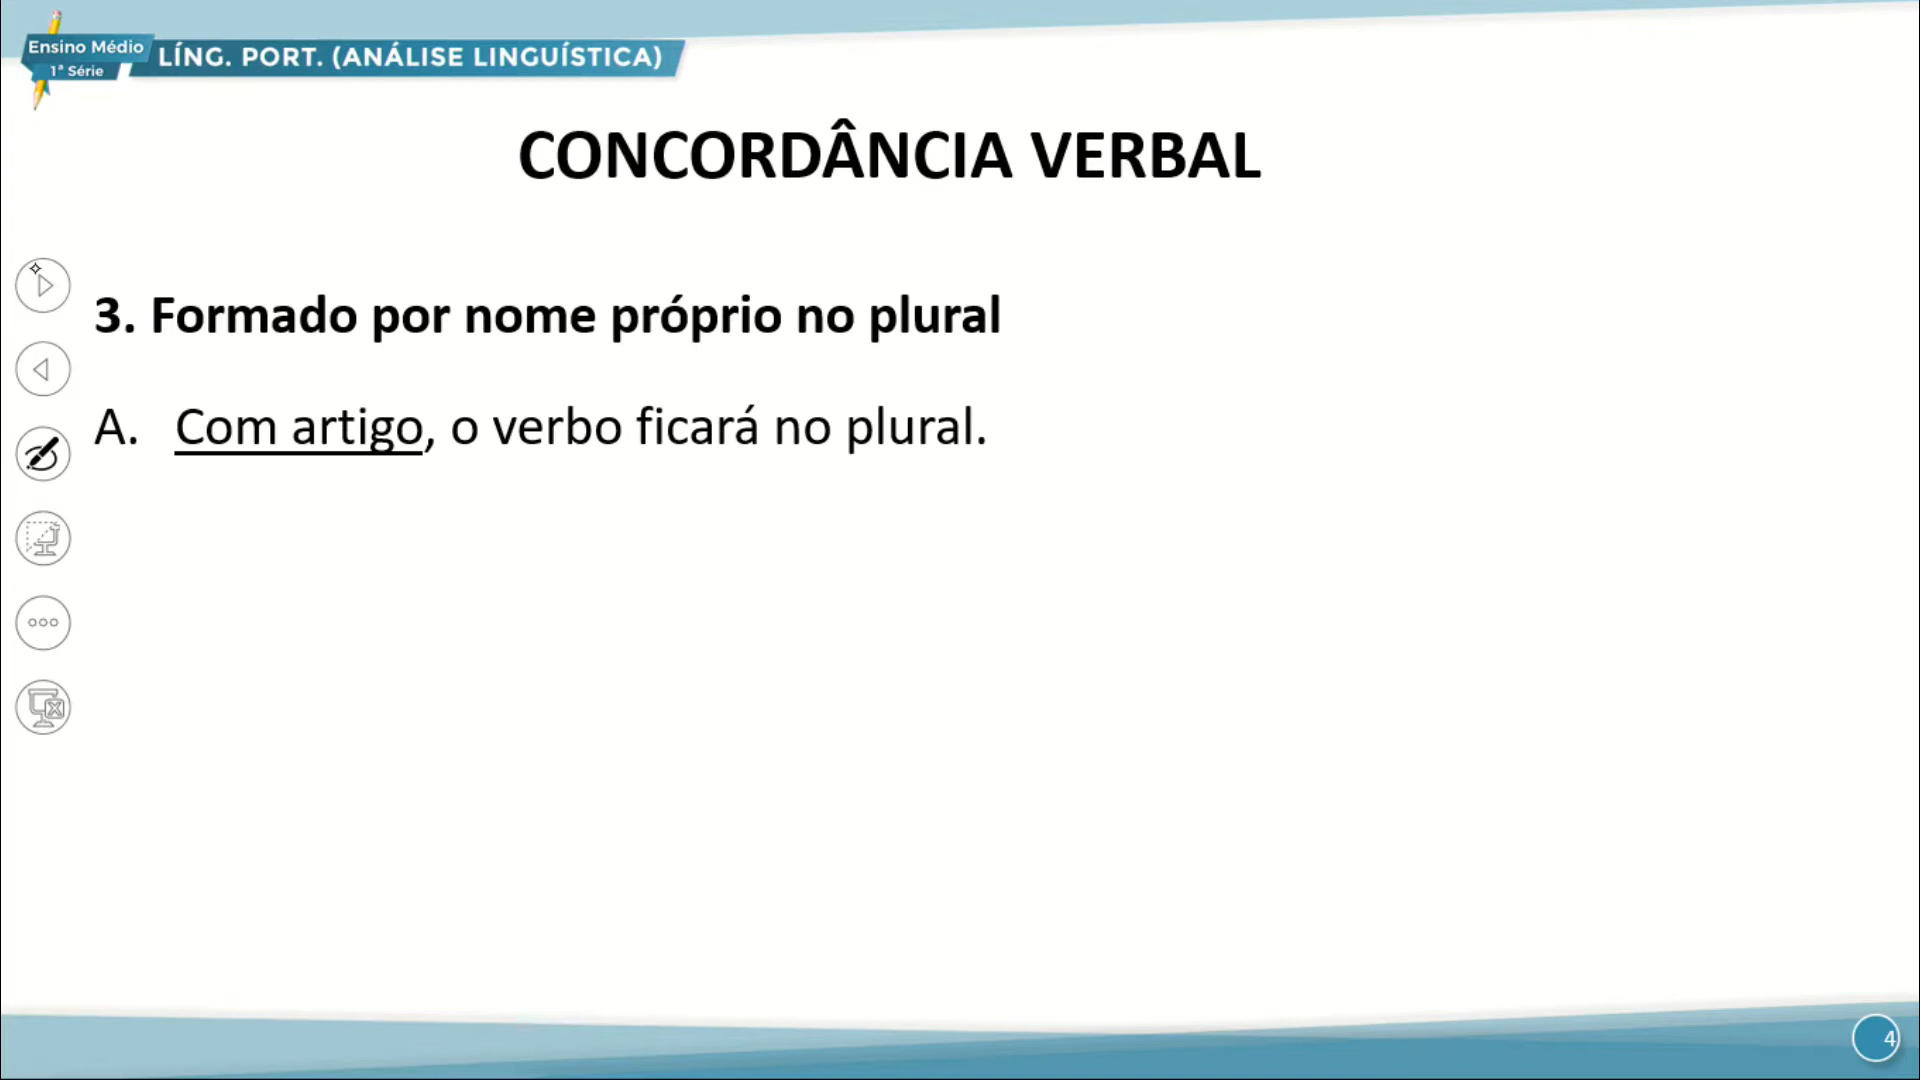 Ensino Médio
1ª Série
LÍNG. PORT. (ANÁLISE LINGUÍSTICA)
CONCORDÂNCIA VERBAL
3. Formado por nome próprio no plural
A. Com artigo, o verbo ficará no plural.
4